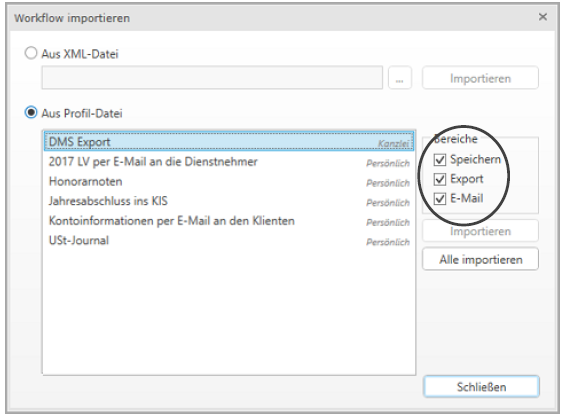 Workflow importieren
Aus XML-Datei
...
Importieren
Aus Profil-Datei
DMS Export Kanzlei
2017 LV per E-Mail an die Dienstnehmer Persönlich
Honorarnoten Persönlich
Jahresabschluss ins KIS Persönlich
Kontoinformationen per E-Mail an den Klienten Persönlich
USt-Journal Persönlich
Bereiche
Speichern
Export
E-Mail
Importieren
Alle importieren
Schließen